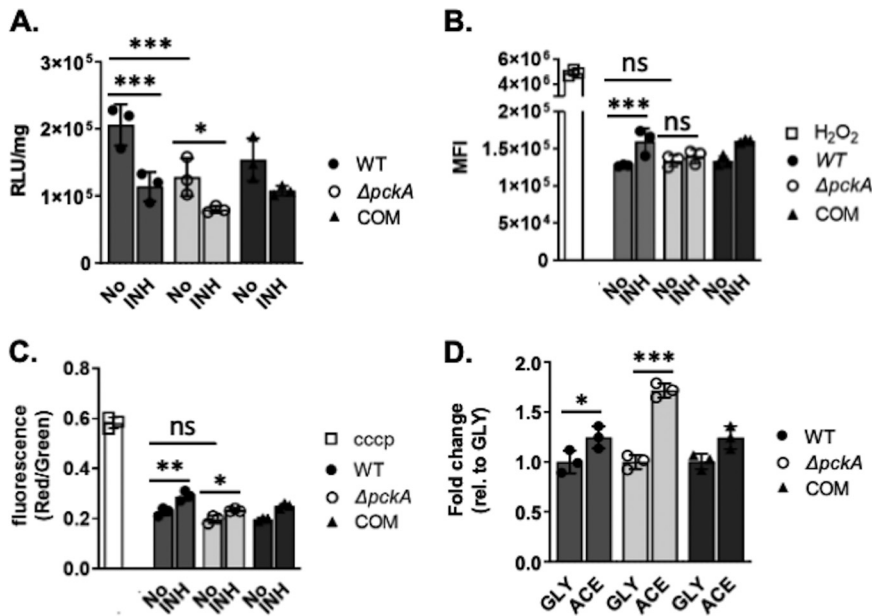 A.
***
***
*
3×10⁵
2×10⁵
1×10⁵
0
RLU/mg
No INH No INH No INH
WT
ΔpckA
COM
B.
ns
***
ns
6×10⁶
4×10⁶
2×10⁵
1.5×10⁵
1×10⁵
5×10⁴
0
MFI
No INH No INH No INH
H₂O₂
WT
ΔpckA
COM
C.
ns
**
*
0.8
0.6
0.4
0.2
0.0
fluorescence
(Red/Green)
No INH No INH No INH
cccp
WT
ΔpckA
COM
D.
***
*
2.0
1.5
1.0
0.5
0.0
Fold change
(rel. to GLY)
GLY ACE GLY ACE GLY ACE
WT
ΔpckA
COM